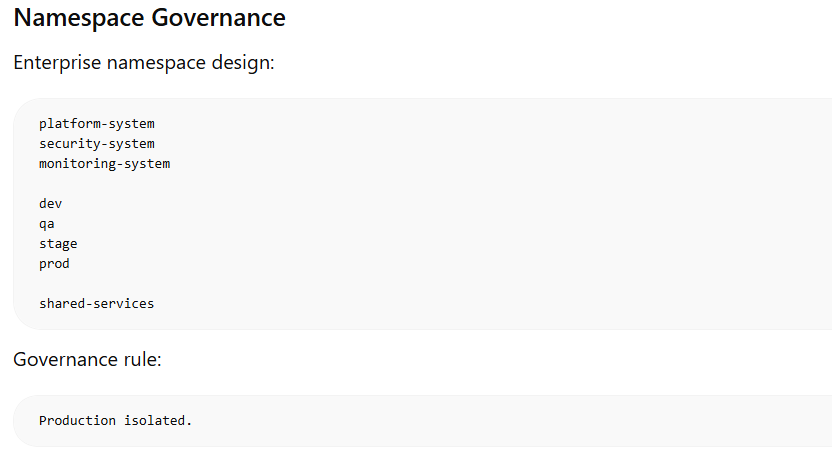 Namespace Governance
Enterprise namespace design:
platform-system
security-system
monitoring-system
dev
qa
stage
prod
shared-services
Governance rule:
Production isolated.